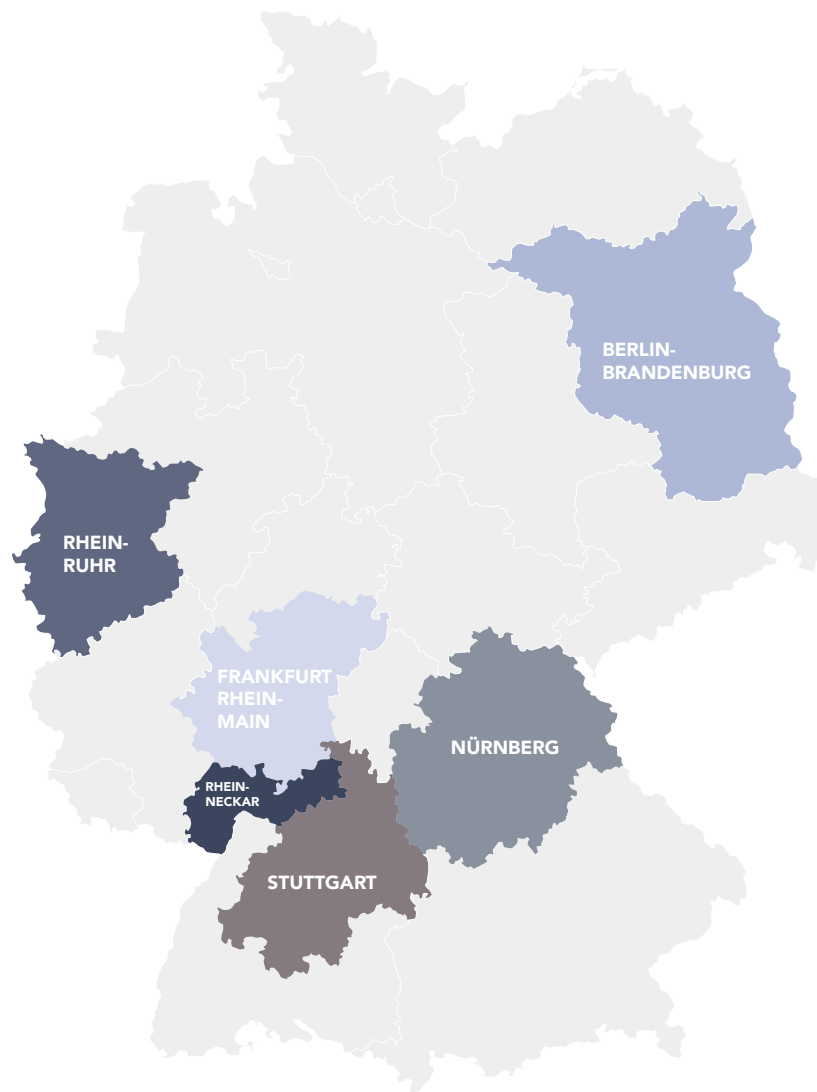 BERLIN-
BRANDENBURG
RHEIN-
RUHR
FRANKFURT
RHEIN-
MAIN
NÜRNBERG
RHEIN-
NECKAR
STUTTGART